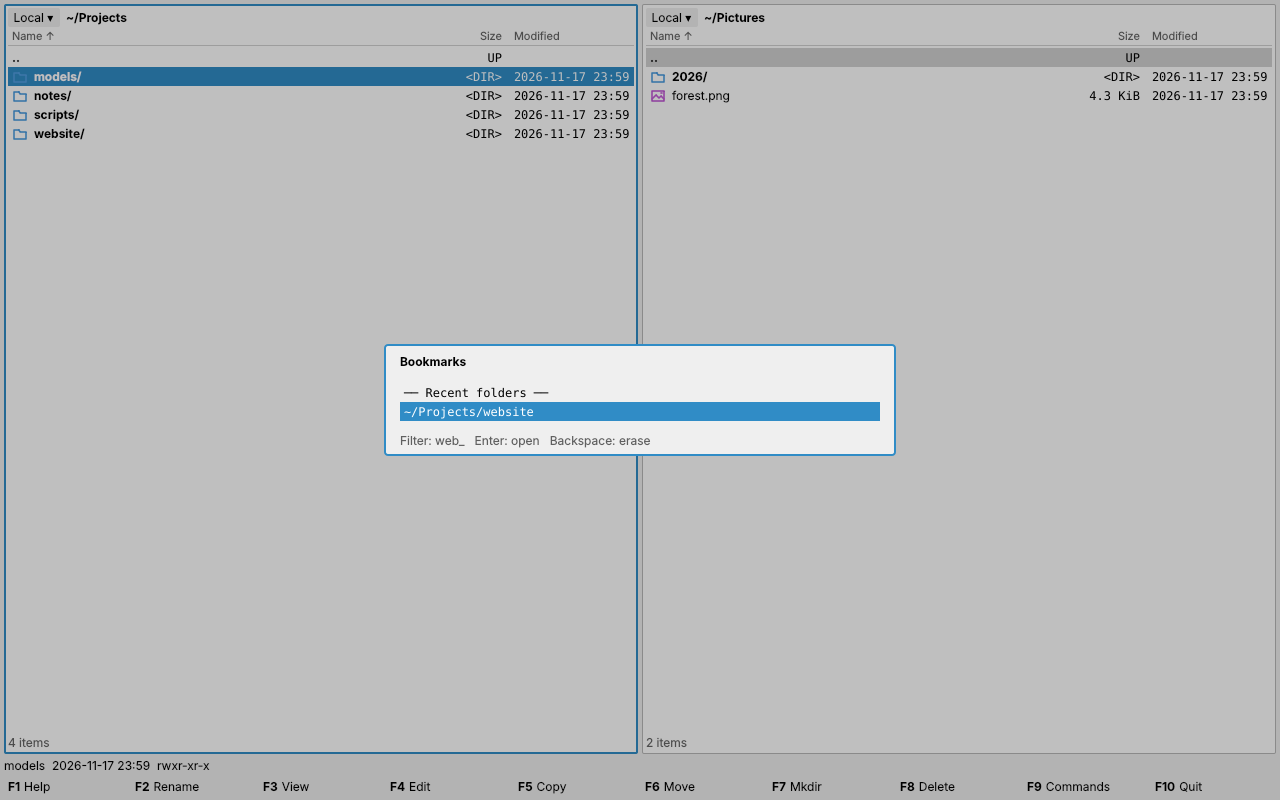 Local ▾ ~/Projects
Name ↑ Size Modified
.. UP
models/ <DIR> 2026-11-17 23:59
notes/ <DIR> 2026-11-17 23:59
scripts/ <DIR> 2026-11-17 23:59
website/ <DIR> 2026-11-17 23:59
4 items
Local ▾ ~/Pictures
Name ↑ Size Modified
.. UP
2026/ <DIR> 2026-11-17 23:59
forest.png 4.3 KiB 2026-11-17 23:59
2 items
Bookmarks
── Recent folders ──
~/Projects/website
Filter: web_ Enter: open Backspace: erase
models 2026-11-17 23:59 rwxr-xr-x
F1 Help F2 Rename F3 View F4 Edit F5 Copy F6 Move F7 Mkdir F8 Delete F9 Commands F10 Quit